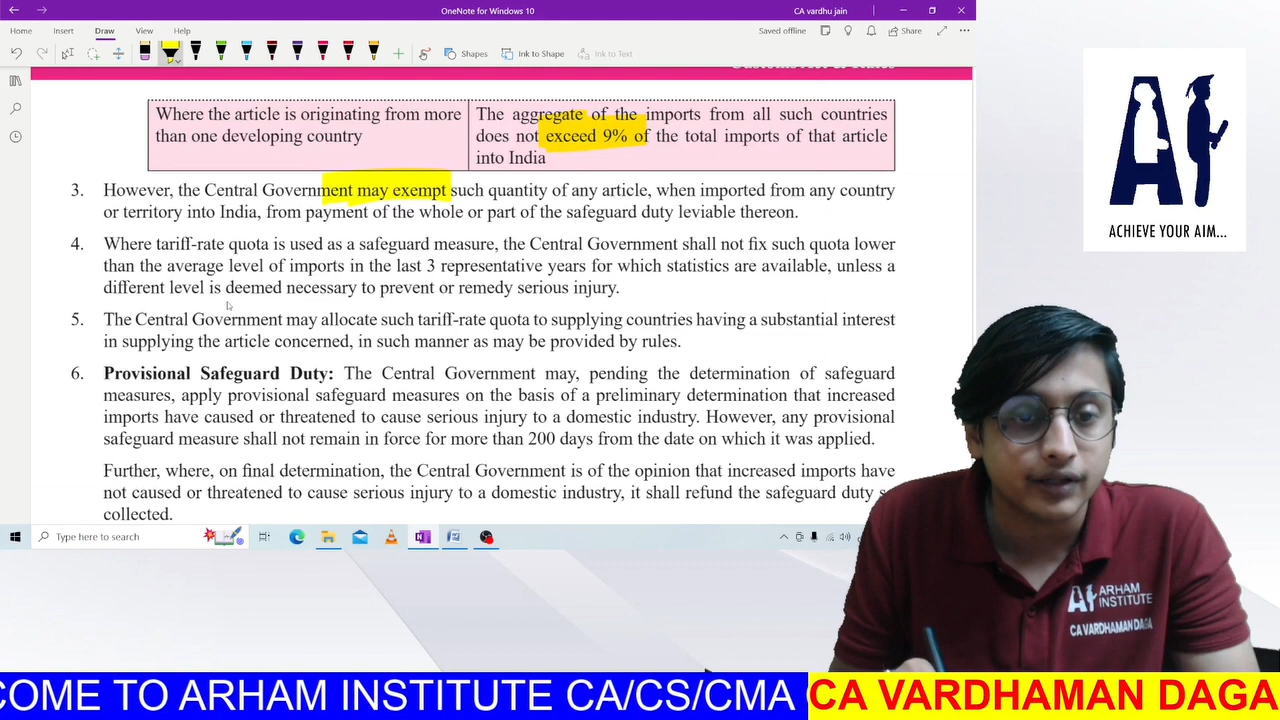 OneNote for Windows 10
CA vardhu jain
Home Insert Draw View Help
Saved offline
Share
Shapes
Ink to Shape
Ink to Text
Where the article is originating from more
than one developing country
The aggregate of the imports from all such countries
does not exceed 9% of the total imports of that article
into India
3. However, the Central Government may exempt such quantity of any article, when imported from any country
or territory into India, from payment of the whole or part of the safeguard duty leviable thereon.
4. Where tariff-rate quota is used as a safeguard measure, the Central Government shall not fix such quota lower
than the average level of imports in the last 3 representative years for which statistics are available, unless a
different level is deemed necessary to prevent or remedy serious injury.
5. The Central Government may allocate such tariff-rate quota to supplying countries having a substantial interest
in supplying the article concerned, in such manner as may be provided by rules.
6. Provisional Safeguard Duty: The Central Government may, pending the determination of safeguard
measures, apply provisional safeguard measures on the basis of a preliminary determination that increased
imports have caused or threatened to cause serious injury to a domestic industry. However, any provisional
safeguard measure shall not remain in force for more than 200 days from the date on which it was applied.
Further, where, on final determination, the Central Government is of the opinion that increased imports have
not caused or threatened to cause serious injury to a domestic industry, it shall refund the safeguard duty
collected.
Type here to search
ACHIEVE YOUR AIM...
ARHAM
INSTITUTE
CA VARDHAMAN DAGA
COME TO ARHAM INSTITUTE CA/CS/CMA
CA VARDHAMAN DAGA